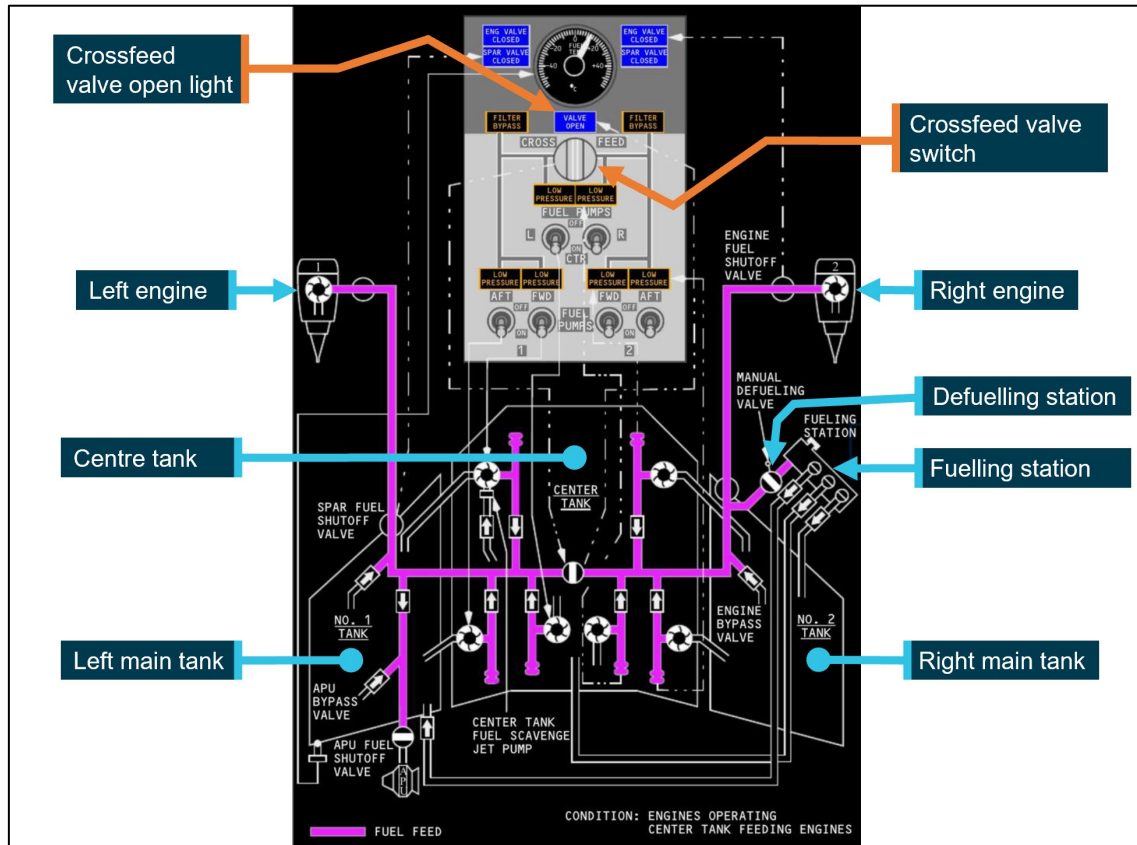 Crossfeed
valve open light
ENG VALVE
CLOSED
SPAR VALVE
CLOSED
ENG VALVE
CLOSED
SPAR VALVE
CLOSED
0
-20
+20
FUEL
TEMP
-40
+40
°C
FILTER
BYPASS
VALVE
OPEN
FILTER
BYPASS
CROSS
FEED
Crossfeed valve
switch
LOW
PRESSURE
LOW
PRESSURE
FUEL PUMPS
OFF
L
R
ON
CTR
LOW
PRESSURE
LOW
PRESSURE
LOW
PRESSURE
LOW
PRESSURE
AFT
OFF
FWD
FWD
OFF
AFT
FUEL
PUMPS
ON
ON
1
2
ENGINE
FUEL
SHUTOFF
VALVE
1
2
Left engine
Right engine
MANUAL
DEFUELING
VALVE
Defuelling station
FUELING
STATION
Fuelling station
Centre tank
CENTER
TANK
SPAR FUEL
SHUTOFF
VALVE
NO. 1
TANK
ENGINE
BYPASS
VALVE
NO. 2
TANK
Left main tank
Right main tank
APU
BYPASS
VALVE
CENTER TANK
FUEL SCAVENGE
JET PUMP
APU FUEL
SHUTOFF
VALVE
APU
FUEL FEED
CONDITION: ENGINES OPERATING
CENTER TANK FEEDING ENGINES